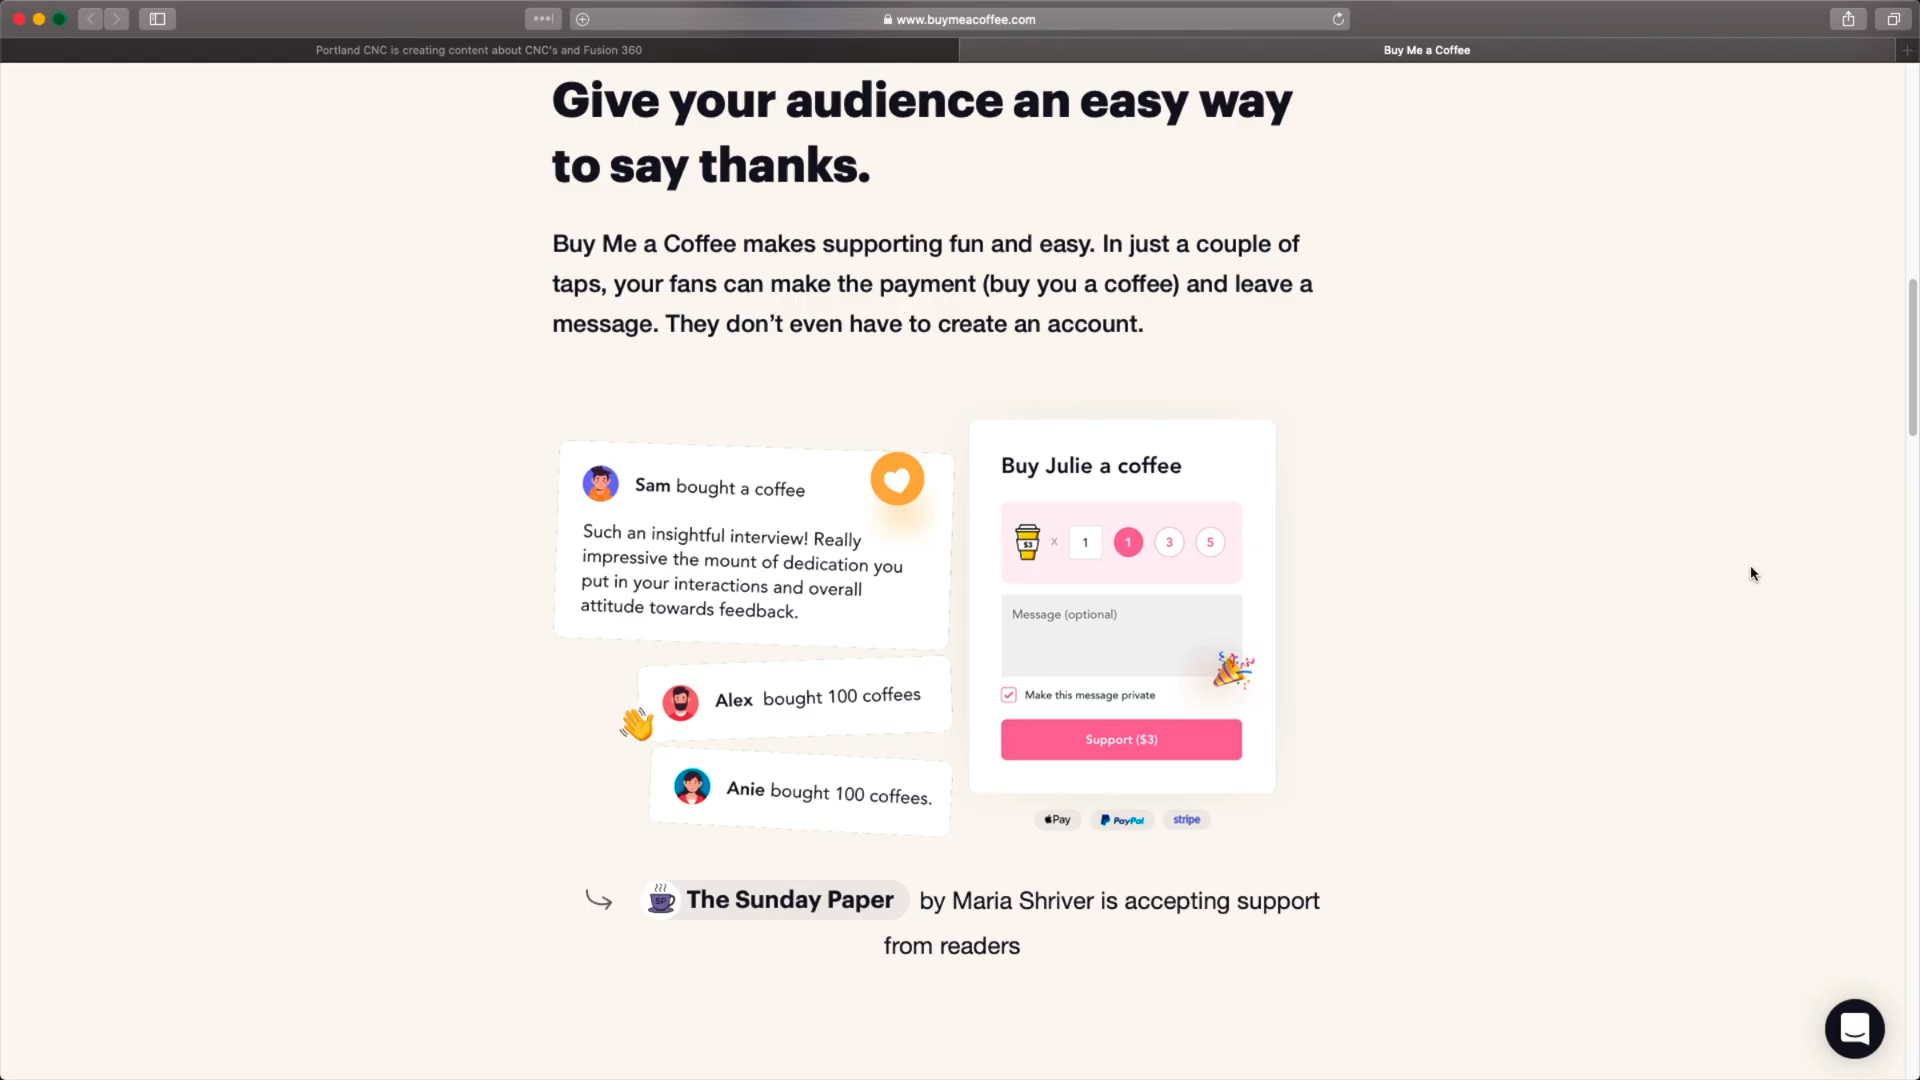 www.buymeacoffee.com
Portland CNC is creating content about CNC's and Fusion 360
Buy Me a Coffee
Give your audience an easy way
to say thanks.
Buy Me a Coffee makes supporting fun and easy. In just a couple of
taps, your fans can make the payment (buy you a coffee) and leave a
message. They don’t even have to create an account.
Sam bought a coffee
Such an insightful interview! Really
impressive the mount of dedication you
put in your interactions and overall
attitude towards feedback.
Alex bought 100 coffees
Anie bought 100 coffees.
Buy Julie a coffee
$3 x 1 1 3 5
Message (optional)
Make this message private
Support ($3)
Pay PayPal stripe
SP The Sunday Paper by Maria Shriver is accepting support
from readers